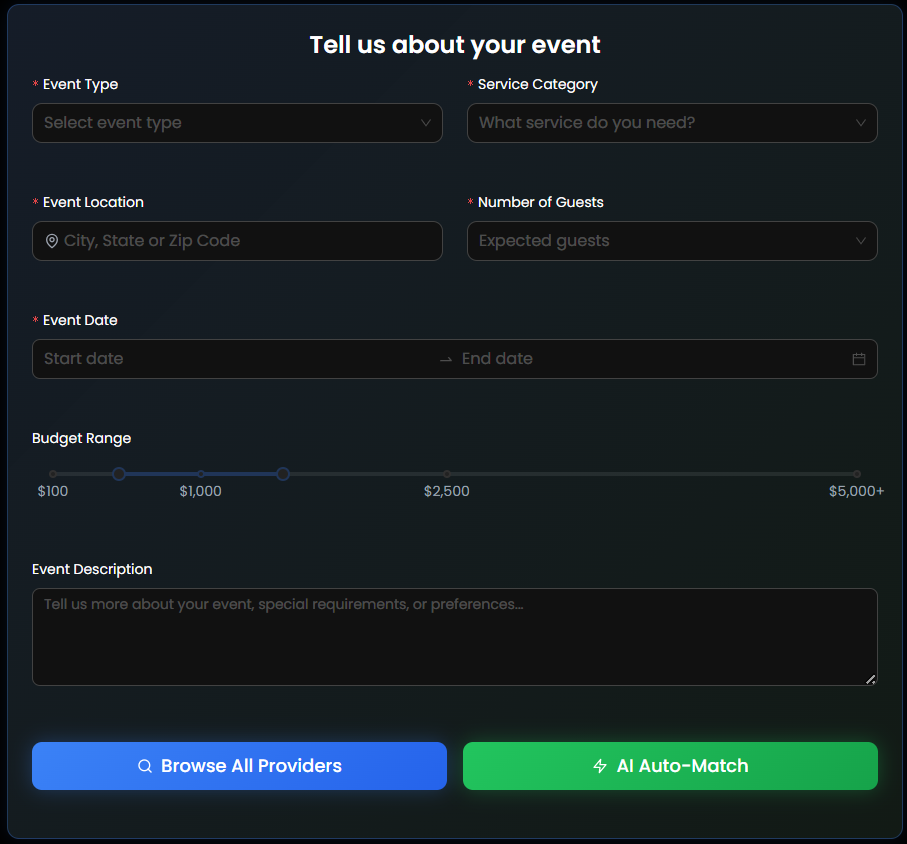 Tell us about your event
* Event Type
* Service Category
Select event type
What service do you need?
* Event Location
* Number of Guests
City, State or Zip Code
Expected guests
* Event Date
Start date
End date
Budget Range
$100
$1,000
$2,500
$5,000+
Event Description
Tell us more about your event, special requirements, or preferences...
Browse All Providers
AI Auto-Match